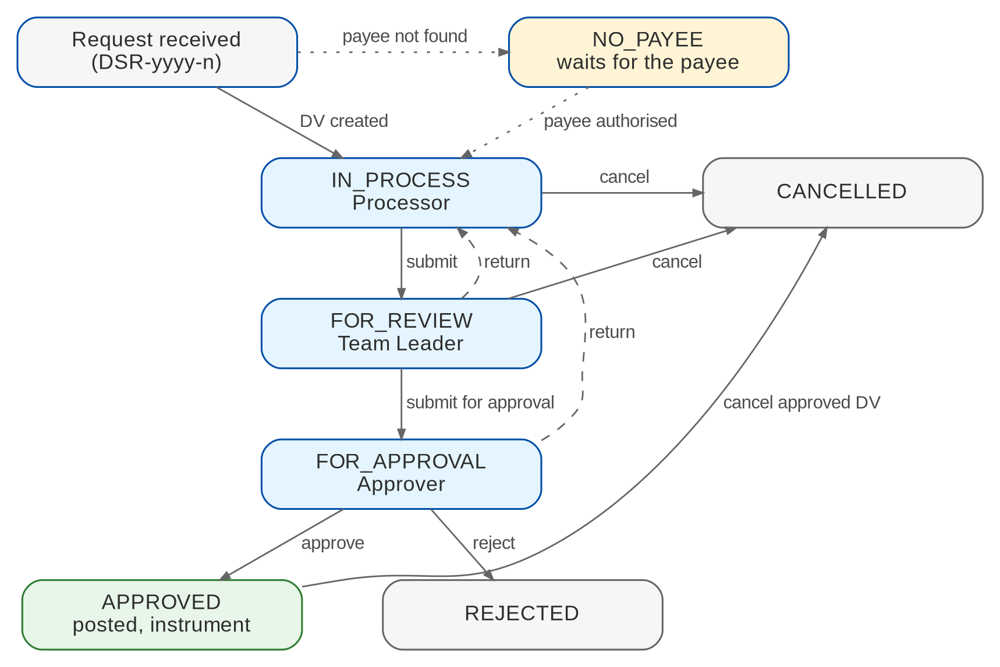 Request received
(DSR-yyyy-n)
payee not found
NO_PAYEE
waits for the payee
DV created
payee authorised
IN_PROCESS
Processor
cancel
CANCELLED
submit
return
cancel
FOR_REVIEW
Team Leader
return
submit for approval
cancel approved DV
FOR_APPROVAL
Approver
approve
reject
APPROVED
posted, instrument
REJECTED